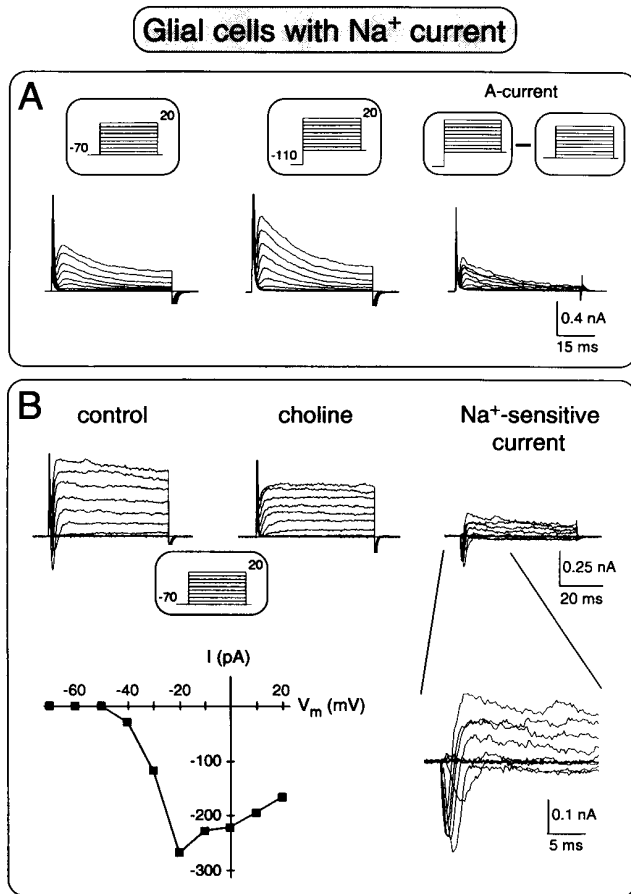 Glial cells with Na⁺ current
A
A-current
20
-70
20
-110
0.4 nA
15 ms
B
control
choline
Na⁺-sensitive
current
20
-70
0.25 nA
20 ms
I (pA)
-60
-40
-20
20
Vₘ (mV)
-100
-200
-300
0.1 nA
5 ms